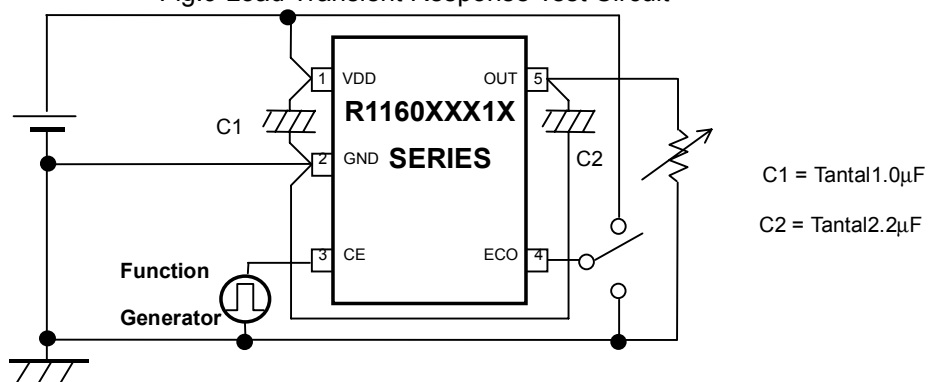 Fig.6 Load Transient Response Test Circuit
1 VDD OUT 5
R1160XXX1X
C1
C2
2 GND SERIES
C1 = Tantal1.0μF
C2 = Tantal2.2μF
3 CE ECO 4
Function
Generator